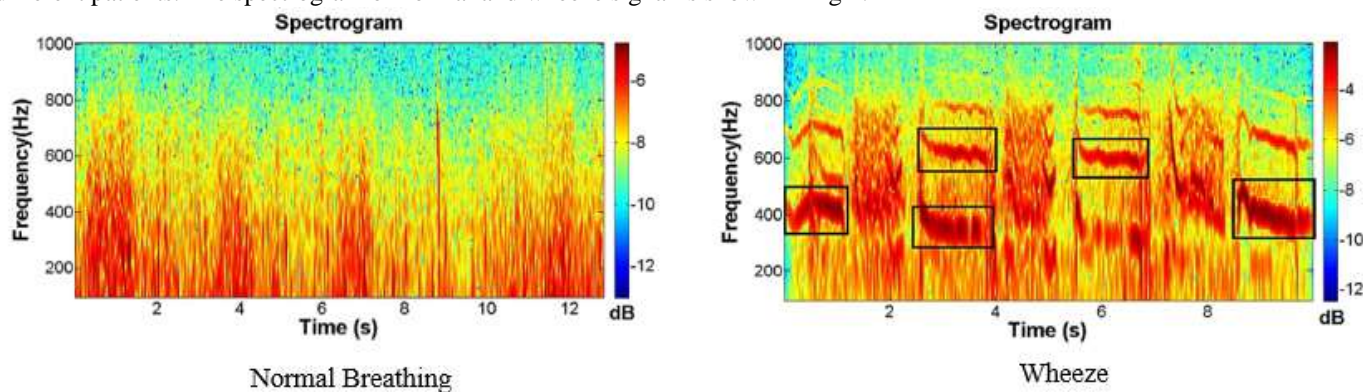 Spectrogram
1000
800
600
400
200
Frequency(Hz)
2 4 6 8 10 12
Time (s)
-6
-8
-10
-12
dB
Normal Breathing
Spectrogram
1000
800
600
400
200
Frequency(Hz)
2 4 6 8
Time (s)
-4
-6
-8
-10
-12
dB
Wheeze